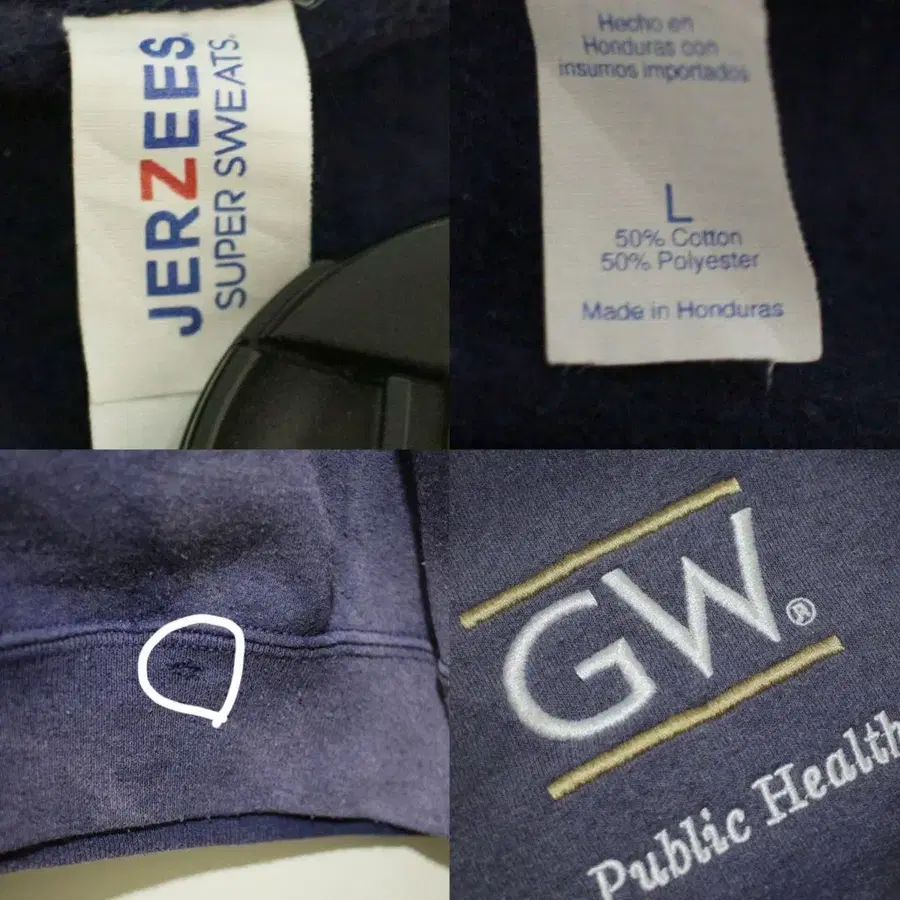 JERZEES
SUPER SWEATS®
Hecho en
Honduras con
insumos importados
L
50% Cotton
50% Polyester
Made in Honduras
GW®
Public Health